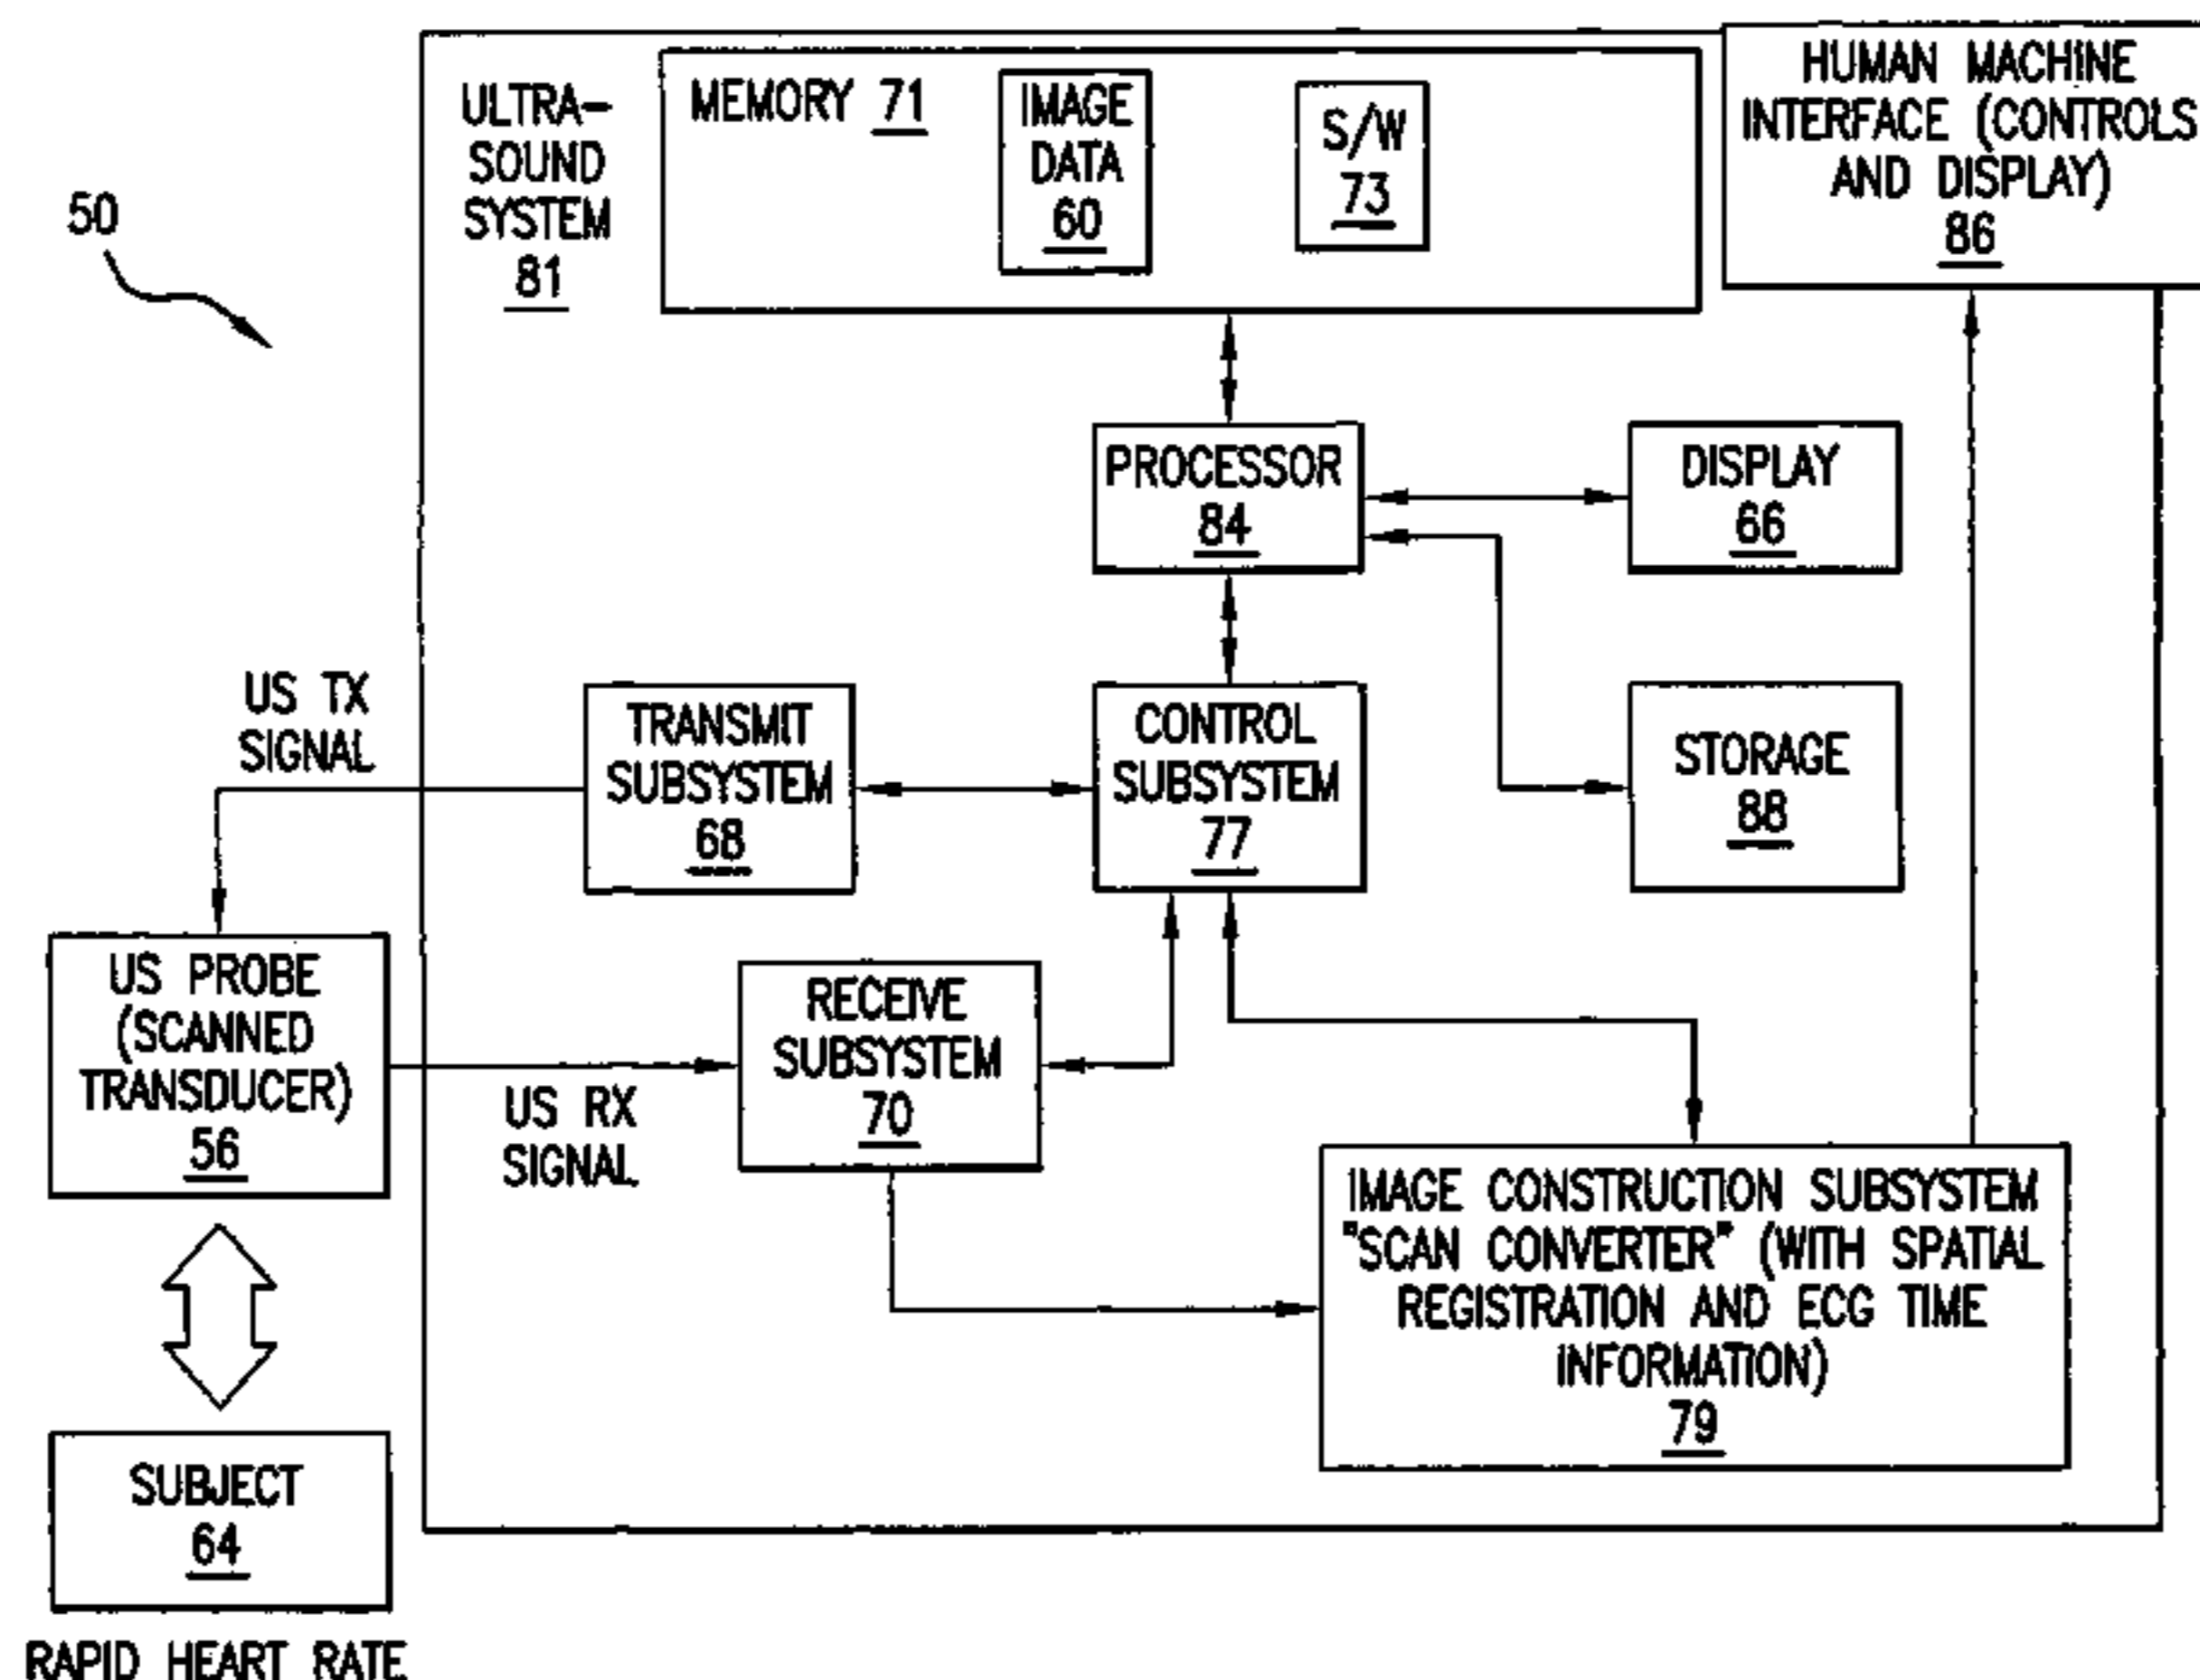 50
ULTRA-
SOUND
SYSTEM
81
MEMORY 71
IMAGE
DATA
60
S/W
73
HUMAN MACHINE
INTERFACE (CONTROLS
AND DISPLAY)
86
PROCESSOR
84
DISPLAY
66
US TX
SIGNAL
TRANSMIT
SUBSYSTEM
68
CONTROL
SUBSYSTEM
77
STORAGE
88
US PROBE
(SCANNED
TRANSDUCER)
56
US RX
SIGNAL
RECEIVE
SUBSYSTEM
70
IMAGE CONSTRUCTION SUBSYSTEM
"SCAN CONVERTER" (WITH SPATIAL
REGISTRATION AND ECG TIME
INFORMATION)
79
SUBJECT
64
RAPID HEART RATE